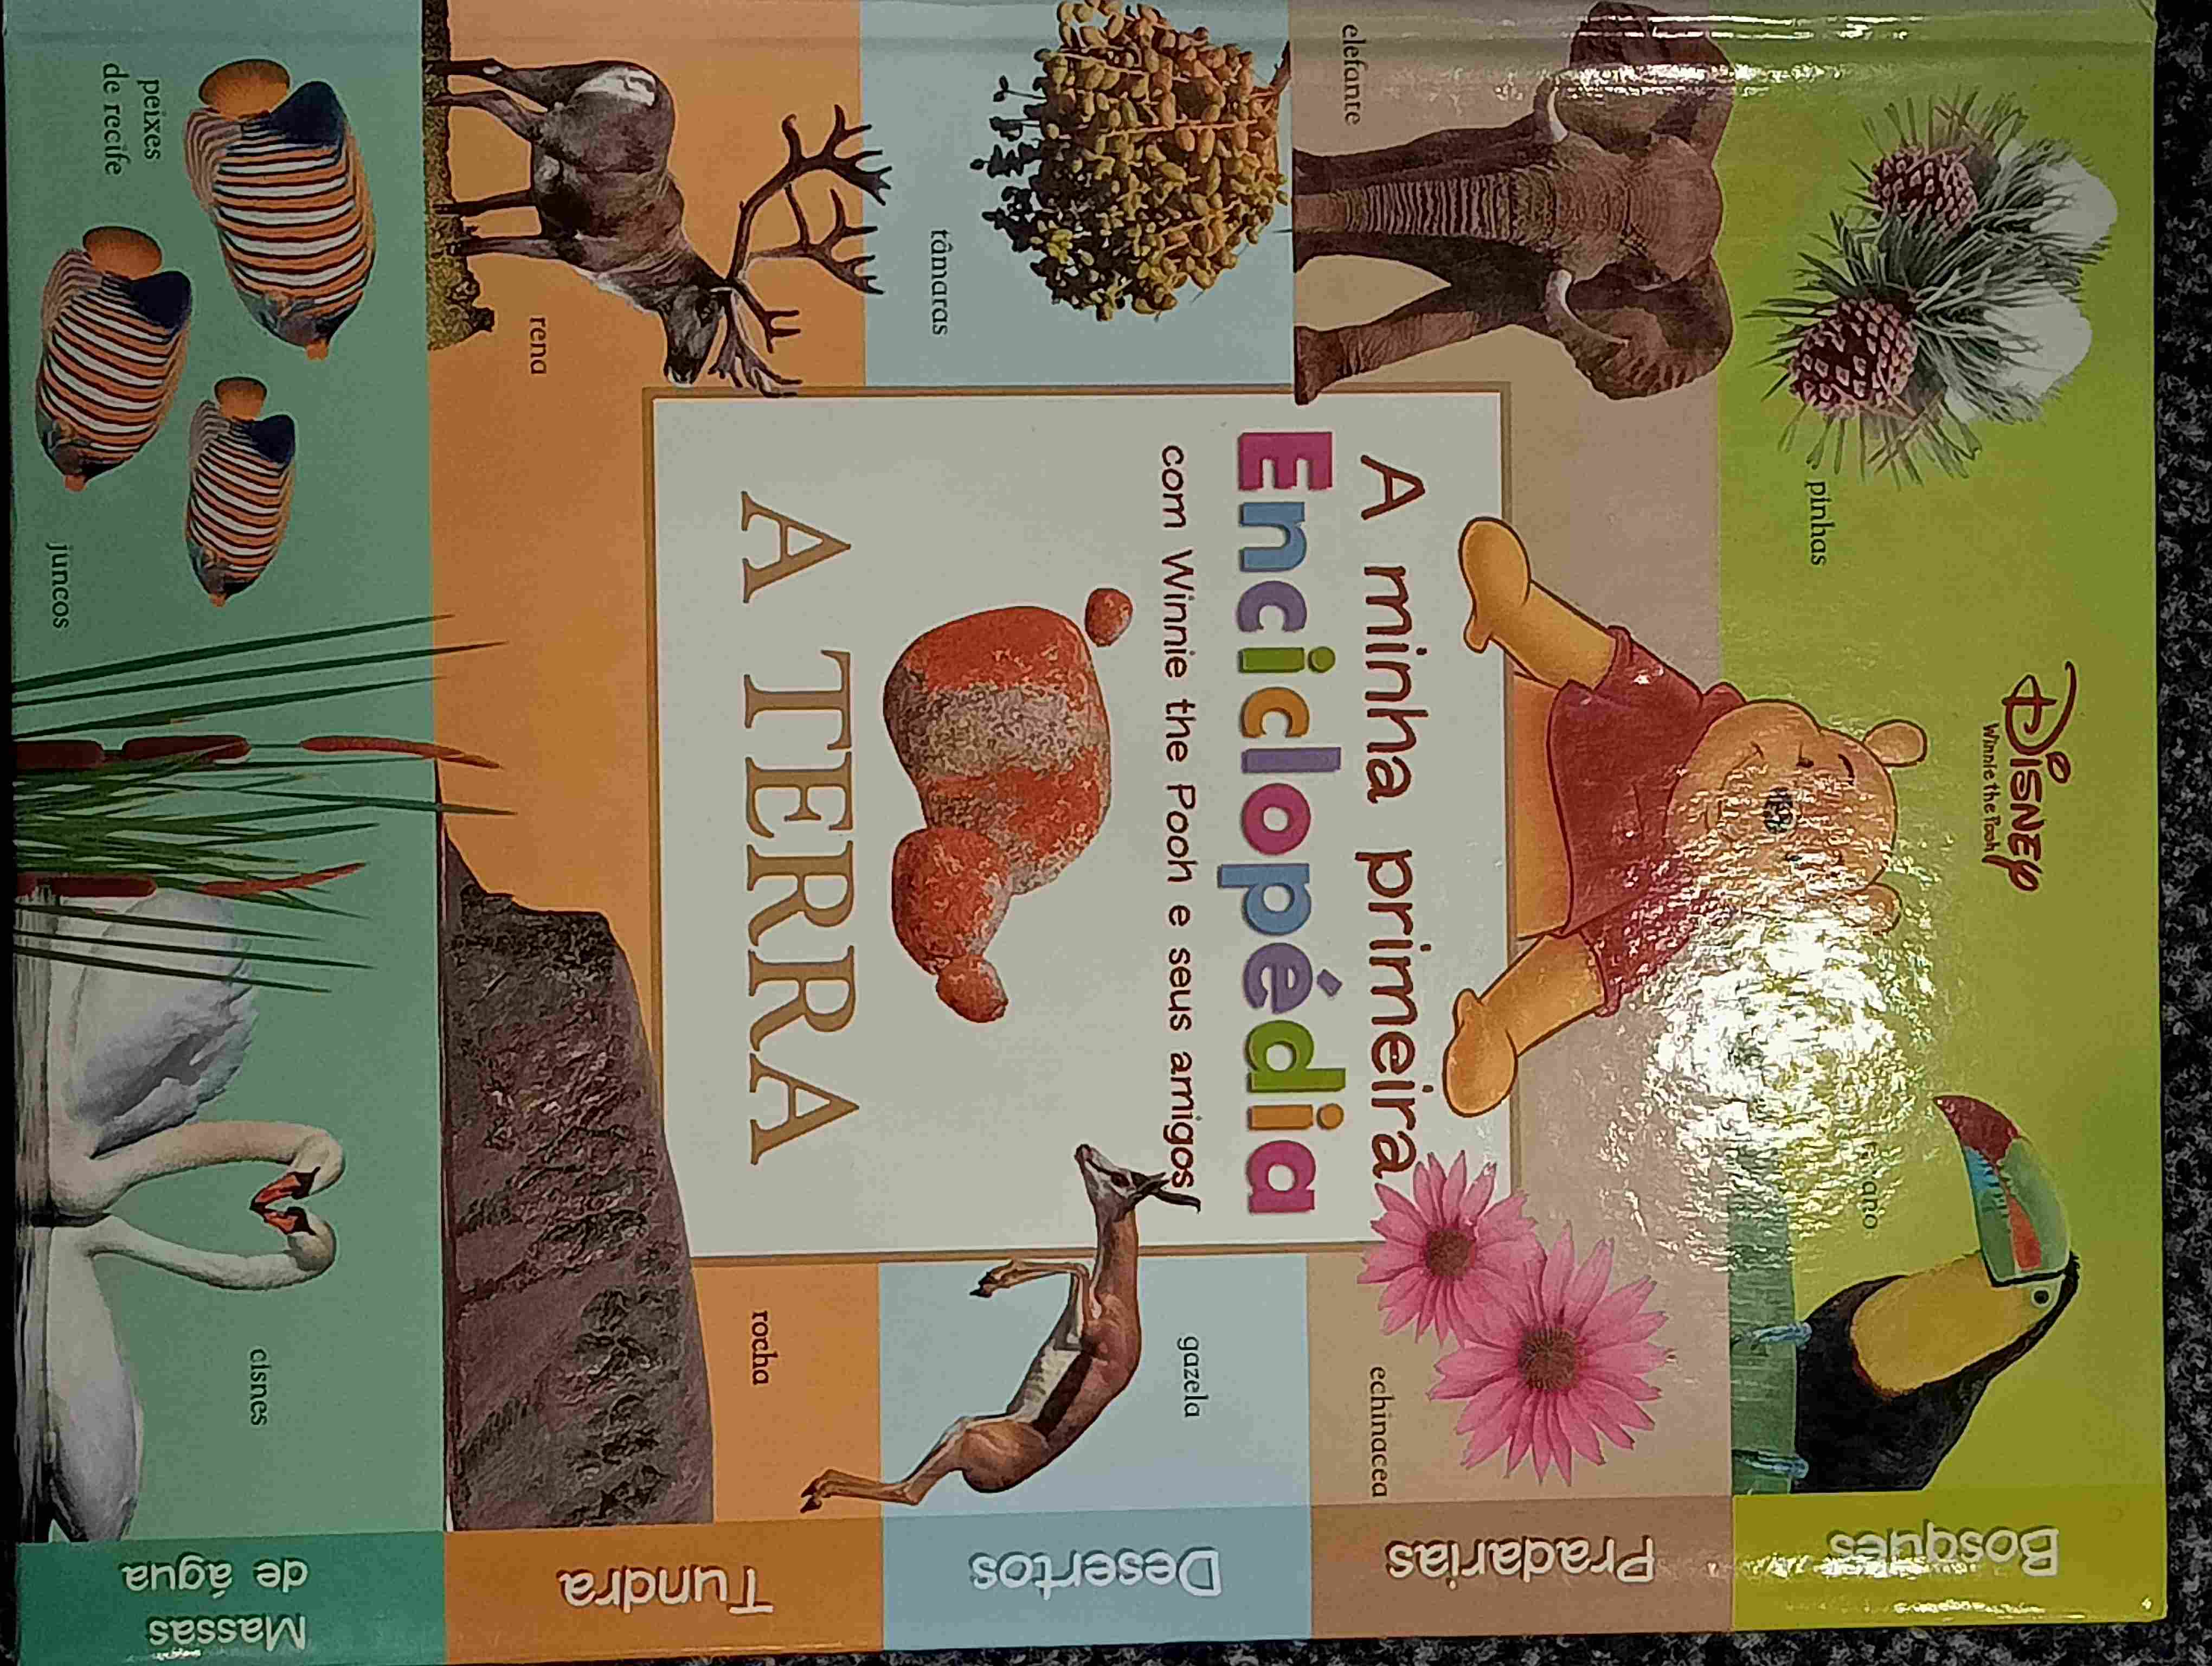 Disney
Winnie the Pooh
pinhas
Bosques
elefante
A minha primeira
Enciclopédia
com Winnie the Pooh e seus amigos
A TERRA
echinacea
Pradarias
tâmaras
gazela
Desertos
rena
rocha
Tundra
peixes
de recife
juncos
cisnes
Massas
de água